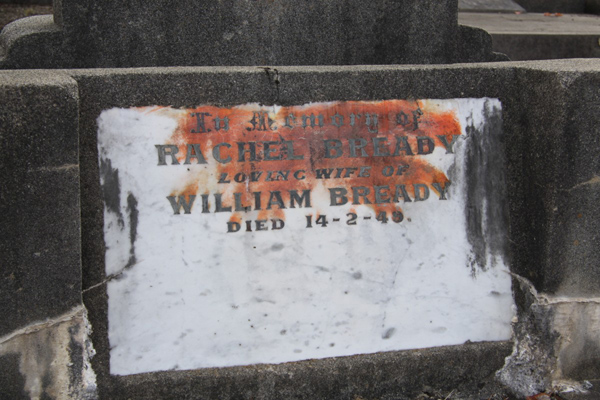 In Memory of
RACHEL BREADY
LOVING WIFE OF
WILLIAM BREADY
DIED 14-2-49.